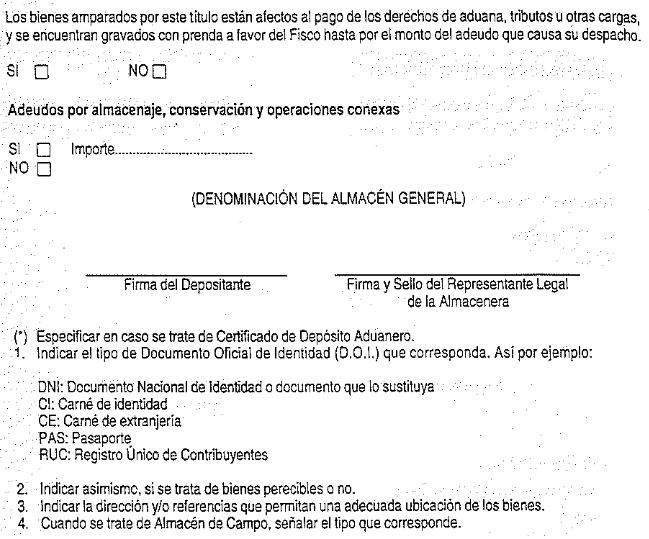 Los bienes amparados por este título están afectos al pago de los derechos de aduana, tributos u otras cargas,
y se encuentran gravados con prenda a favor del Fisco hasta por el monto del adeudo que causa su despacho.
SI □ NO □
Adeudos por almacenaje, conservación y operaciones conexas
SI □ Importe..........................................
NO □
(DENOMINACIÓN DEL ALMACÉN GENERAL)
Firma del Depositante Firma y Sello del Representante Legal
de la Almacenera
(*) Especificar en caso se trate de Certificado de Depósito Aduanero.
1. Indicar el tipo de Documento Oficial de Identidad (D.O.I.) que corresponda. Así por ejemplo:
DNI: Documento Nacional de Identidad o documento que lo sustituya
CI: Carné de identidad
CE: Carné de extranjería
PAS: Pasaporte
RUC: Registro Único de Contribuyentes
2. Indicar asimismo, si se trata de bienes perecibles o no.
3. Indicar la dirección y/o referencias que permitan una adecuada ubicación de los bienes.
4. Cuando se trate de Almacén de Campo, señalar el tipo que corresponde.